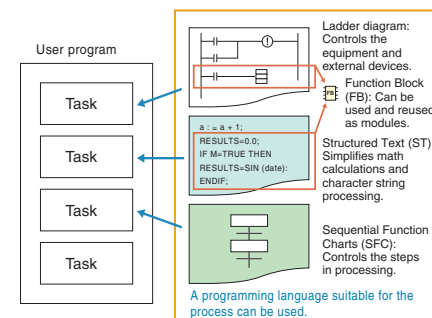 User program
Task
Task
Task
Task
a : = a + 1;
RESULTS=0.0;
IF M=TRUE THEN
RESULTS=SIN (date):
ENDIF;
Ladder diagram:
Controls the
equipment and
external devices.
FB
Function Block
(FB): Can be
used and reused
as modules.
Structured Text (ST)
Simplifies math
calculations and
character string
processing.
Sequential Function
Charts (SFC):
Controls the steps
in processing.
A programming language suitable for the
process can be used.